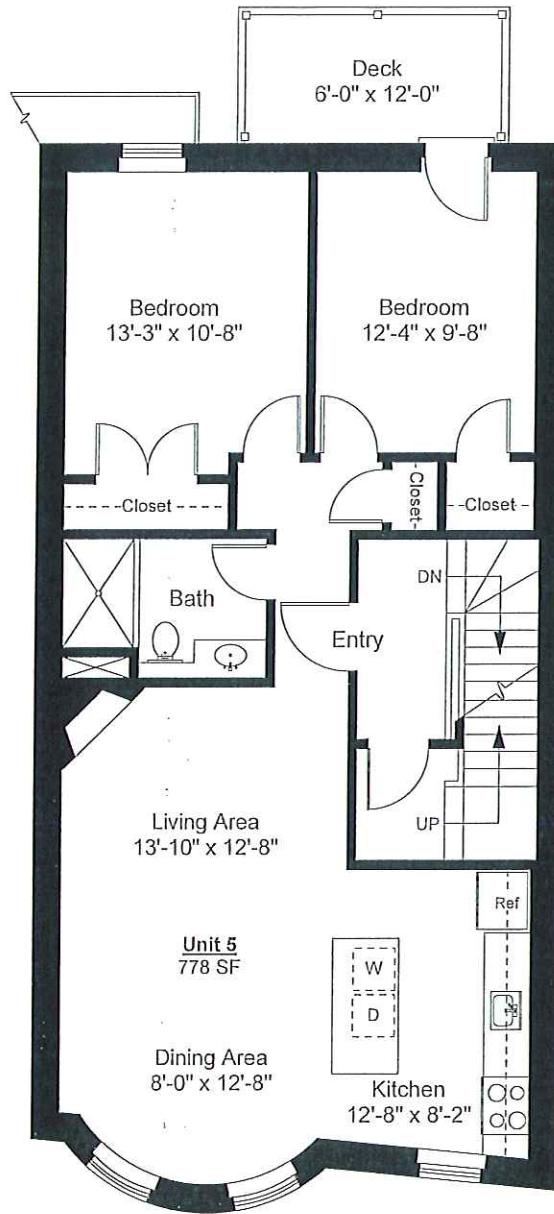 Deck
6'-0" x 12'-0"
Bedroom
13'-3" x 10'-8"
Bedroom
12'-4" x 9'-8"
Closet
Closet
Closet
Bath
DN
Entry
UP
Living Area
13'-10" x 12'-8"
Ref
Unit 5
778 SF
W
D
Dining Area
8'-0" x 12'-8"
Kitchen
12'-8" x 8'-2"